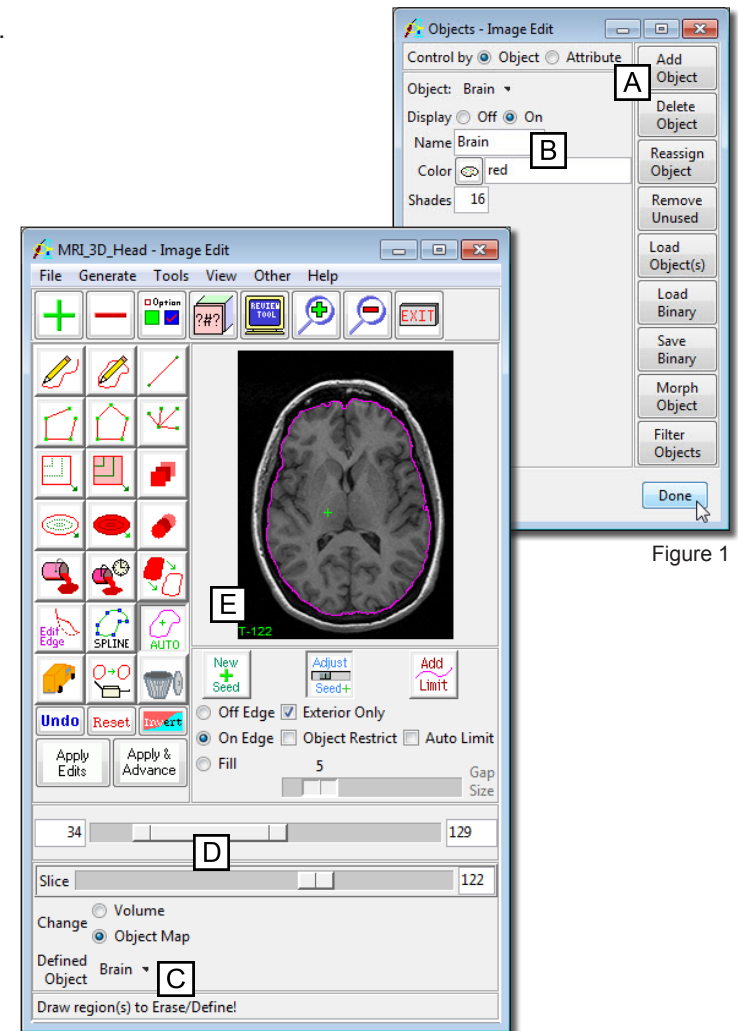 .
Objects - Image Edit
Control by Object Attribute
Object: Brain
Display Off On
Name Brain
Color red
Shades 16
A
B
Add
Object
Delete
Object
Reassign
Object
Remove
Unused
Load
Object(s)
Load
Binary
Save
Binary
Morph
Object
Filter
Objects
Done
Figure 1
MRI_3D_Head - Image Edit
File Generate Tools View Other Help
Option
?#?
REVIEW
TOOL
EXIT
Edit
Edge
SPLINE
AUTO
Undo Reset Invert
Apply
Edits
Apply &
Advance
E
T-122
New
Seed
Adjust
Seed+
Add
Limit
Off Edge Exterior Only
On Edge Object Restrict Auto Limit
Fill 5
Gap
Size
34 129
D
Slice 122
Change Volume
Object Map
Defined
Object
Brain
C
Draw region(s) to Erase/Define!